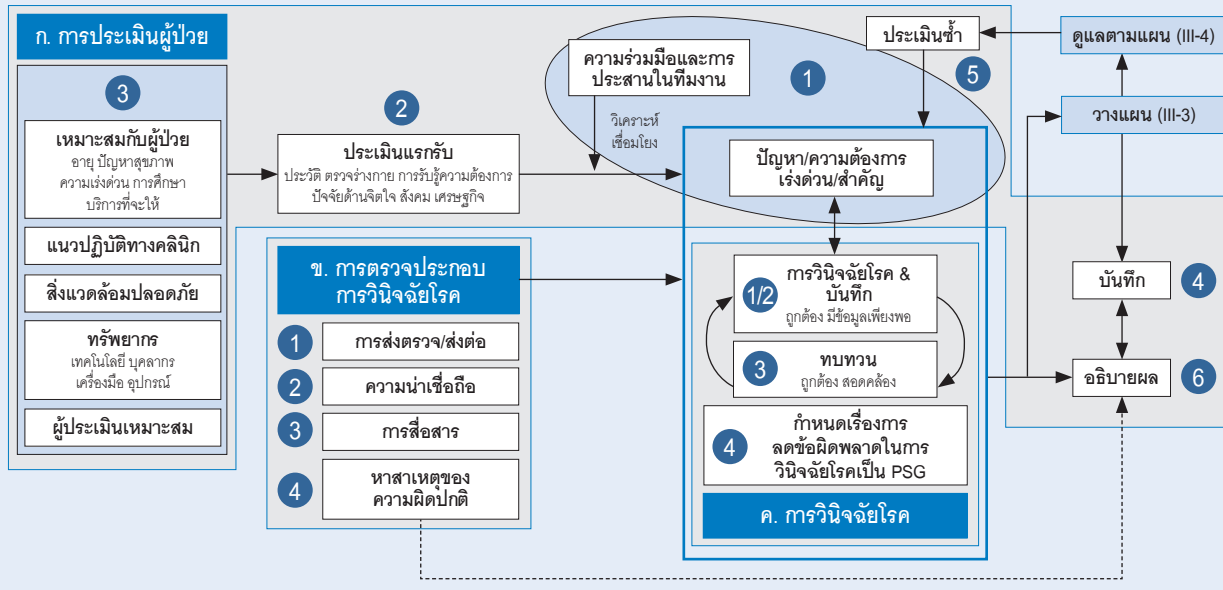 ก. การประเมินผู้ป่วย
3
เหมาะสมกับผู้ป่วย
อายุ ปัญหาสุขภาพ
ความเร่งด่วน การศึกษา
บริการที่จะให้
แนวปฏิบัติทางคลินิก
สิ่งแวดล้อมปลอดภัย
ทรัพยากร
เทคโนโลยี บุคลากร
เครื่องมือ อุปกรณ์
ผู้ประเมินเหมาะสม
2
ประเมินแรกรับ
ประวัติ ตรวจร่างกาย การรับรู้ความต้องการ
ปัจจัยด้านจิตใจ สังคม เศรษฐกิจ
ความร่วมมือและการ
ประสานในทีมงาน
1
วิเคราะห์
เชื่อมโยง
ประเมินซ้ำ
5
ดูแลตามแผน (III-4)
วางแผน (III-3)
ปัญหา/ความต้องการ
เร่งด่วน/สำคัญ
ข. การตรวจประกอบ
การวินิจฉัยโรค
1
การส่งตรวจ/ส่งต่อ
2
ความน่าเชื่อถือ
3
การสื่อสาร
4
หาสาเหตุของ
ความผิดปกติ
1/2
การวินิจฉัยโรค &
บันทึก
ถูกต้อง มีข้อมูลเพียงพอ
3
ทบทวน
ถูกต้อง สอดคล้อง
4
กำหนดเรื่องการ
ลดข้อผิดพลาดในการ
วินิจฉัยโรคเป็น PSG
ค. การวินิจฉัยโรค
บันทึก
4
อธิบายผล
6